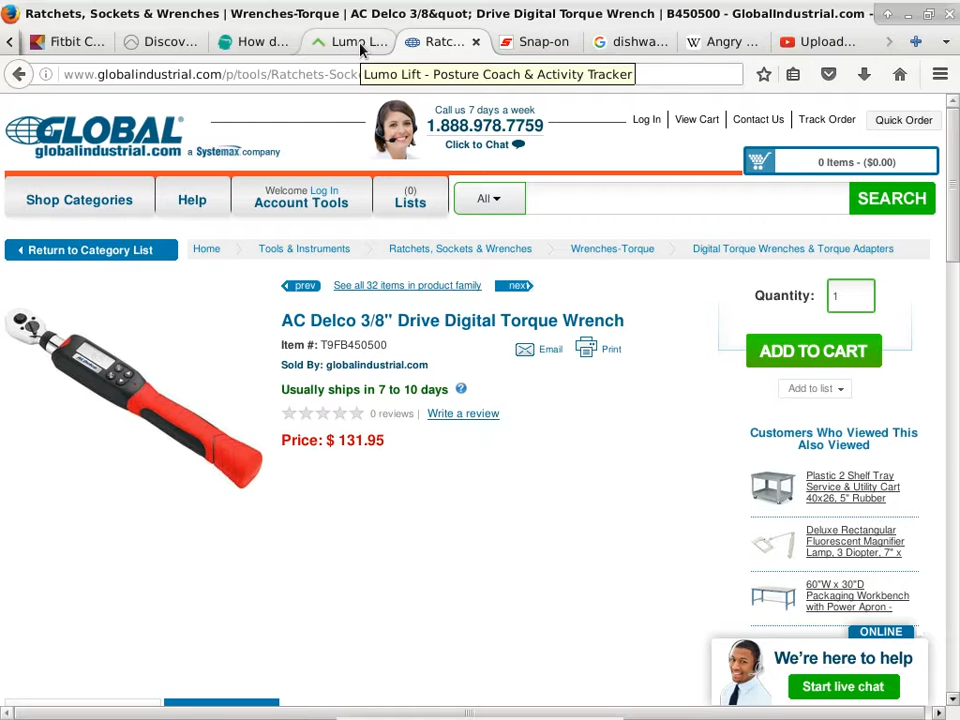 Ratchets, Sockets & Wrenches | Wrenches-Torque | AC Delco 3/8&quot; Drive Digital Torque Wrench | B450500 - GlobalIndustrial.com -
Fitbit C...
Discov...
How d...
Lumo L...
Ratc...
Snap-on
dishwa...
Angry ...
Upload...
www.globalindustrial.com/p/tools/Ratchets-Socke
Lumo Lift - Posture Coach & Activity Tracker
GLOBAL
globalindustrial.com a Systemax company
Call us 7 days a week
1.888.978.7759
Click to Chat
Log In
View Cart
Contact Us
Track Order
Quick Order
0 Items - ($0.00)
Shop Categories
Help
Welcome Log In
Account Tools
(0)
Lists
All
SEARCH
Return to Category List
Home
Tools & Instruments
Ratchets, Sockets & Wrenches
Wrenches-Torque
Digital Torque Wrenches & Torque Adapters
prev
See all 32 items in product family
next
AC Delco 3/8" Drive Digital Torque Wrench
Item #: T9FB450500
Email
Print
Sold By: globalindustrial.com
Usually ships in 7 to 10 days ?
0 reviews | Write a review
Price: $ 131.95
Quantity: 1
ADD TO CART
Add to list
Customers Who Viewed This
Also Viewed
Plastic 2 Shelf Tray
Service & Utility Cart
40x26, 5" Rubber
Deluxe Rectangular
Fluorescent Magnifier
Lamp, 3 Diopter, 7" x
60"W x 30"D
Packaging Workbench
with Power Apron -
ONLINE
We're here to help
Start live chat